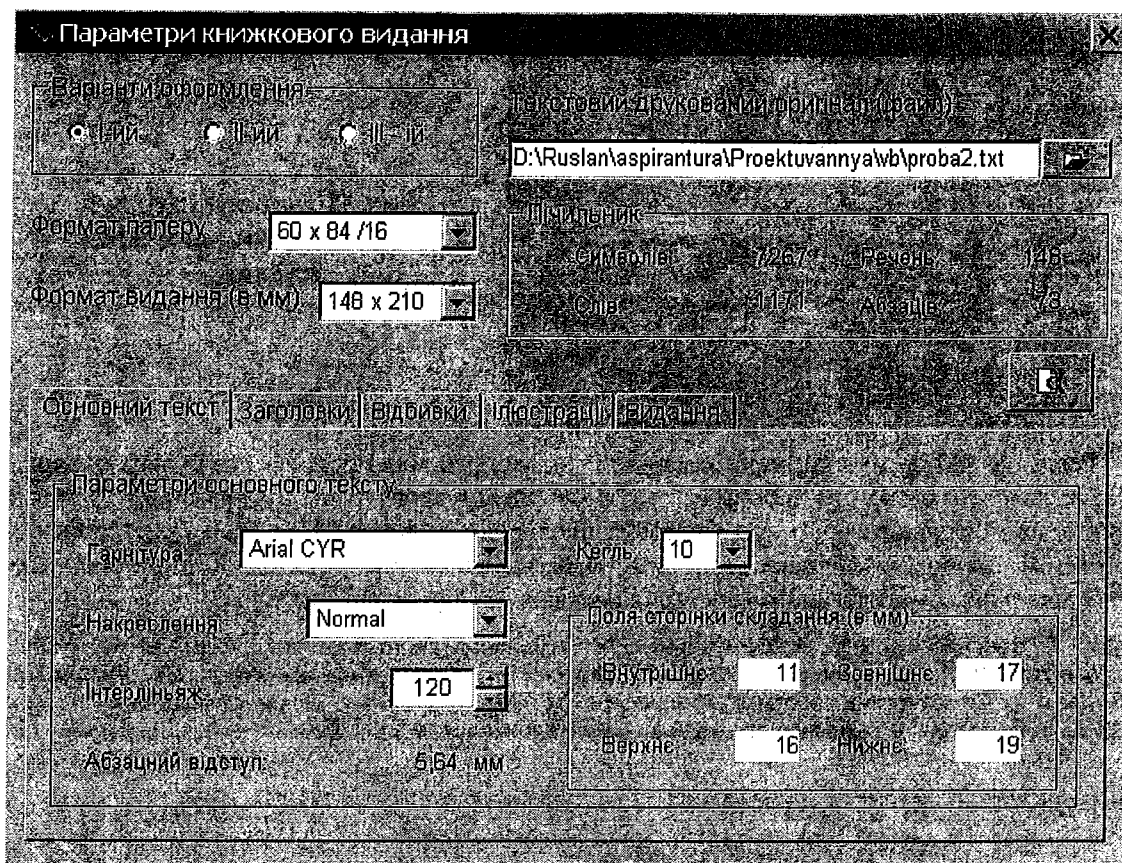 Параметри книжкового видання
Варіанти оформлення
І-ий ІІ-ий ІІІ - ій
Текстовий друкований оригінал (файл)
D:\Ruslan\aspirantura\Proektuvannya\vb\proba2.txt
Формат паперу 60 x 84 /16
Формат видання (в мм) 148 x 210
Лічильник
Символів 7267 Речень 148
Слів 1171 Абзаців 73
Основний текст Заголовки Відбивки Ілюстрації Видання
Параметри основного тексту
Гарнітура: Arial CYR Кегль 10
Накреслення Normal
Поля сторінки складання (в мм)
Інтерліньяж: 120
Внутрішнє 11 Зовнішнє 17
Верхнє 16 Нижнє 19
Абзацний відступ: 5,64 мм